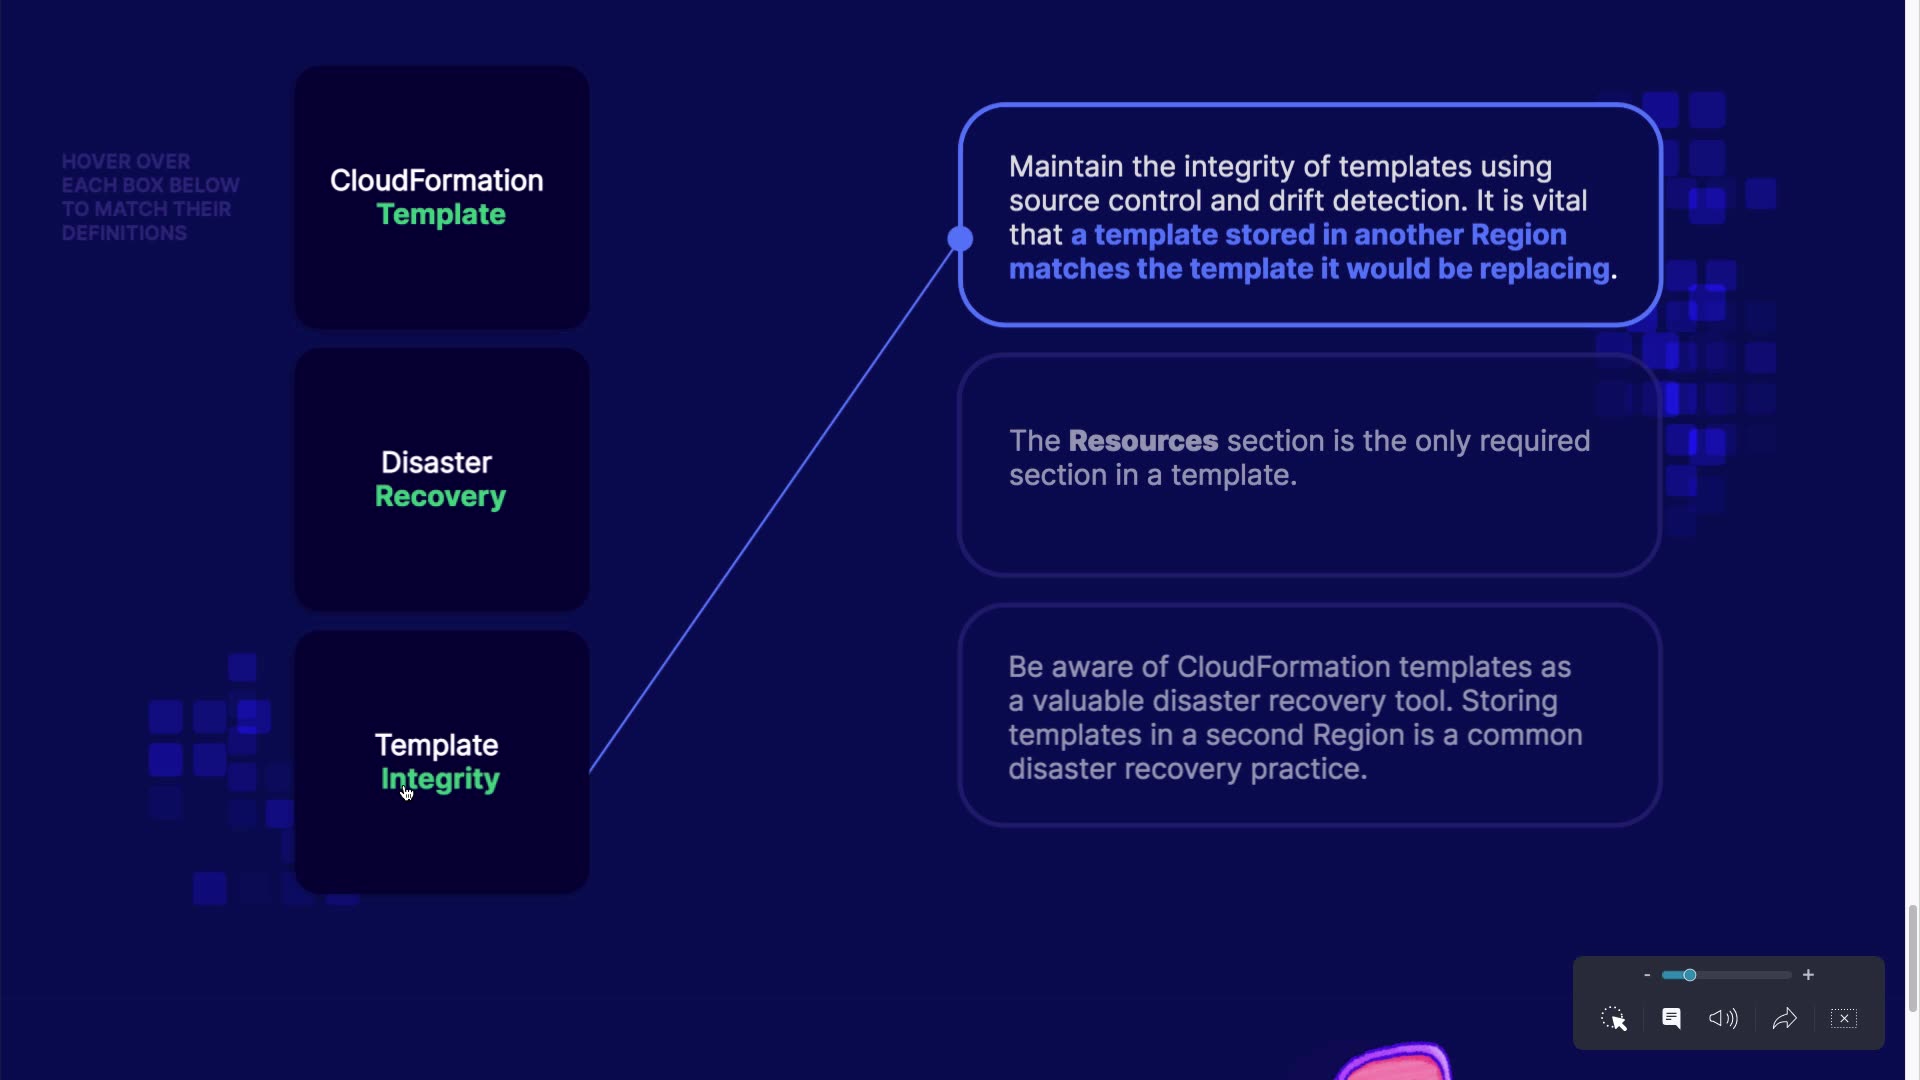 HOVER OVER
EACH BOX BELOW
TO MATCH THEIR
DEFINITIONS
CloudFormation
Template
Disaster
Recovery
Template
Integrity
Maintain the integrity of templates using
source control and drift detection. It is vital
that a template stored in another Region
matches the template it would be replacing.
The Resources section is the only required
section in a template.
Be aware of CloudFormation templates as
a valuable disaster recovery tool. Storing
templates in a second Region is a common
disaster recovery practice.
- +